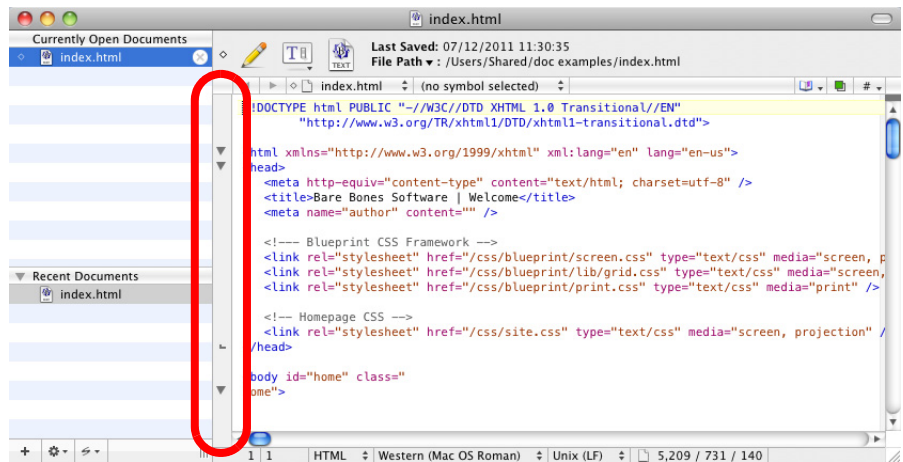 index.html
Currently Open Documents
index.html
Last Saved: 07/12/2011 11:30:35
File Path ▾ : /Users/Shared/doc examples/index.html
TEXT
index.html (no symbol selected) #
!DOCTYPE html PUBLIC "-//W3C//DTD XHTML 1.0 Transitional//EN"
"http://www.w3.org/TR/xhtml1/DTD/xhtml1-transitional.dtd">
html xmlns="http://www.w3.org/1999/xhtml" xml:lang="en" lang="en-us">
head>
<meta http-equiv="content-type" content="text/html; charset=utf-8" />
<title>Bare Bones Software | Welcome</title>
<meta name="author" content="" />
<!--- Blueprint CSS Framework -->
<link rel="stylesheet" href="/css/blueprint/screen.css" type="text/css" media="screen, p
<link rel="stylesheet" href="/css/blueprint/lib/grid.css" type="text/css" media="screen,
<link rel="stylesheet" href="/css/blueprint/print.css" type="text/css" media="print" />
<!-- Homepage CSS -->
<link rel="stylesheet" href="/css/site.css" type="text/css" media="screen, projection" /
/head>
body id="home" class="
ome">
Recent Documents
index.html
1 1 HTML Western (Mac OS Roman) Unix (LF) 5,209 / 731 / 140